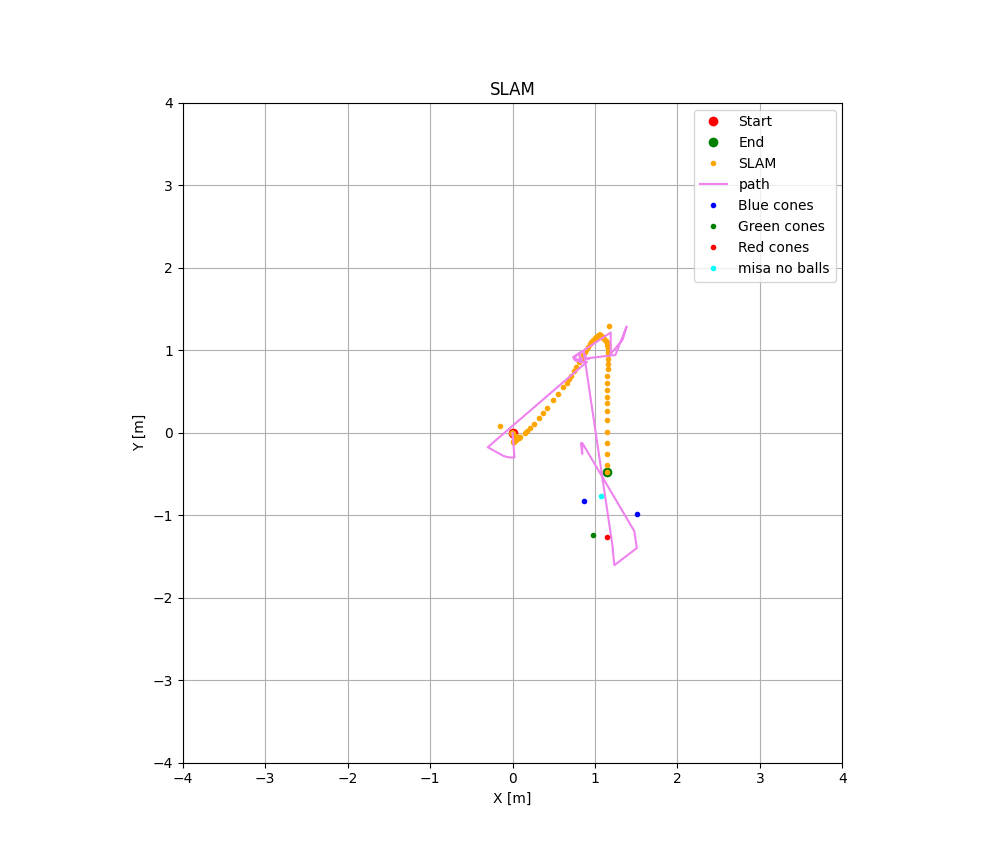 SLAM
Start
End
SLAM
path
Blue cones
Green cones
Red cones
misa no balls
Y [m]
4
3
2
1
0
−1
−2
−3
−4
−4 −3 −2 −1 0 1 2 3 4
X [m]